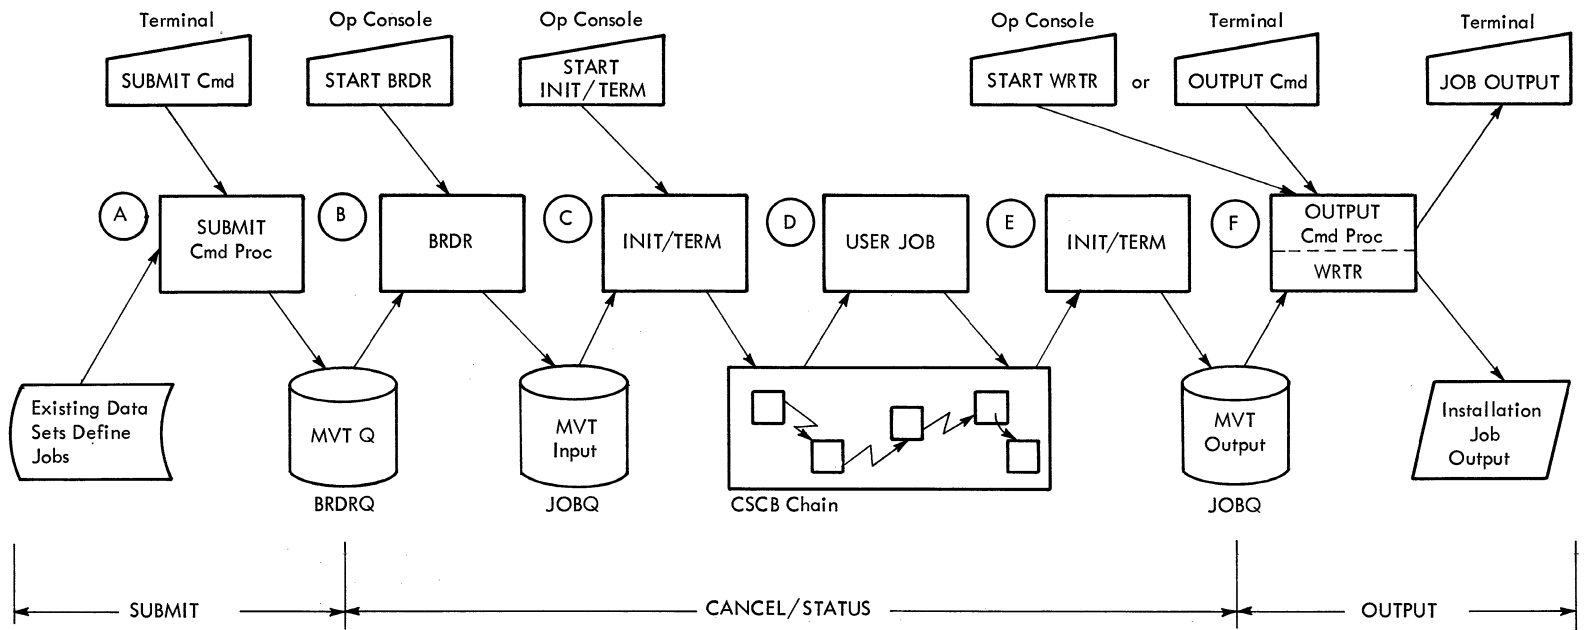 Terminal
Op Console
Op Console
Op Console
Terminal
Terminal
SUBMIT Cmd
START BRDR
START
INIT/TERM
START WRTR
or
OUTPUT Cmd
JOB OUTPUT
A
SUBMIT
Cmd Proc
B
BRDR
C
INIT/TERM
D
USER JOB
E
INIT/TERM
F
OUTPUT
Cmd Proc
WRTR
Existing Data
Sets Define
Jobs
MVT Q
BRDRQ
MVT
Input
JOBQ
CSCB Chain
MVT
Output
JOBQ
Installation
Job
Output
SUBMIT
CANCEL/STATUS
OUTPUT